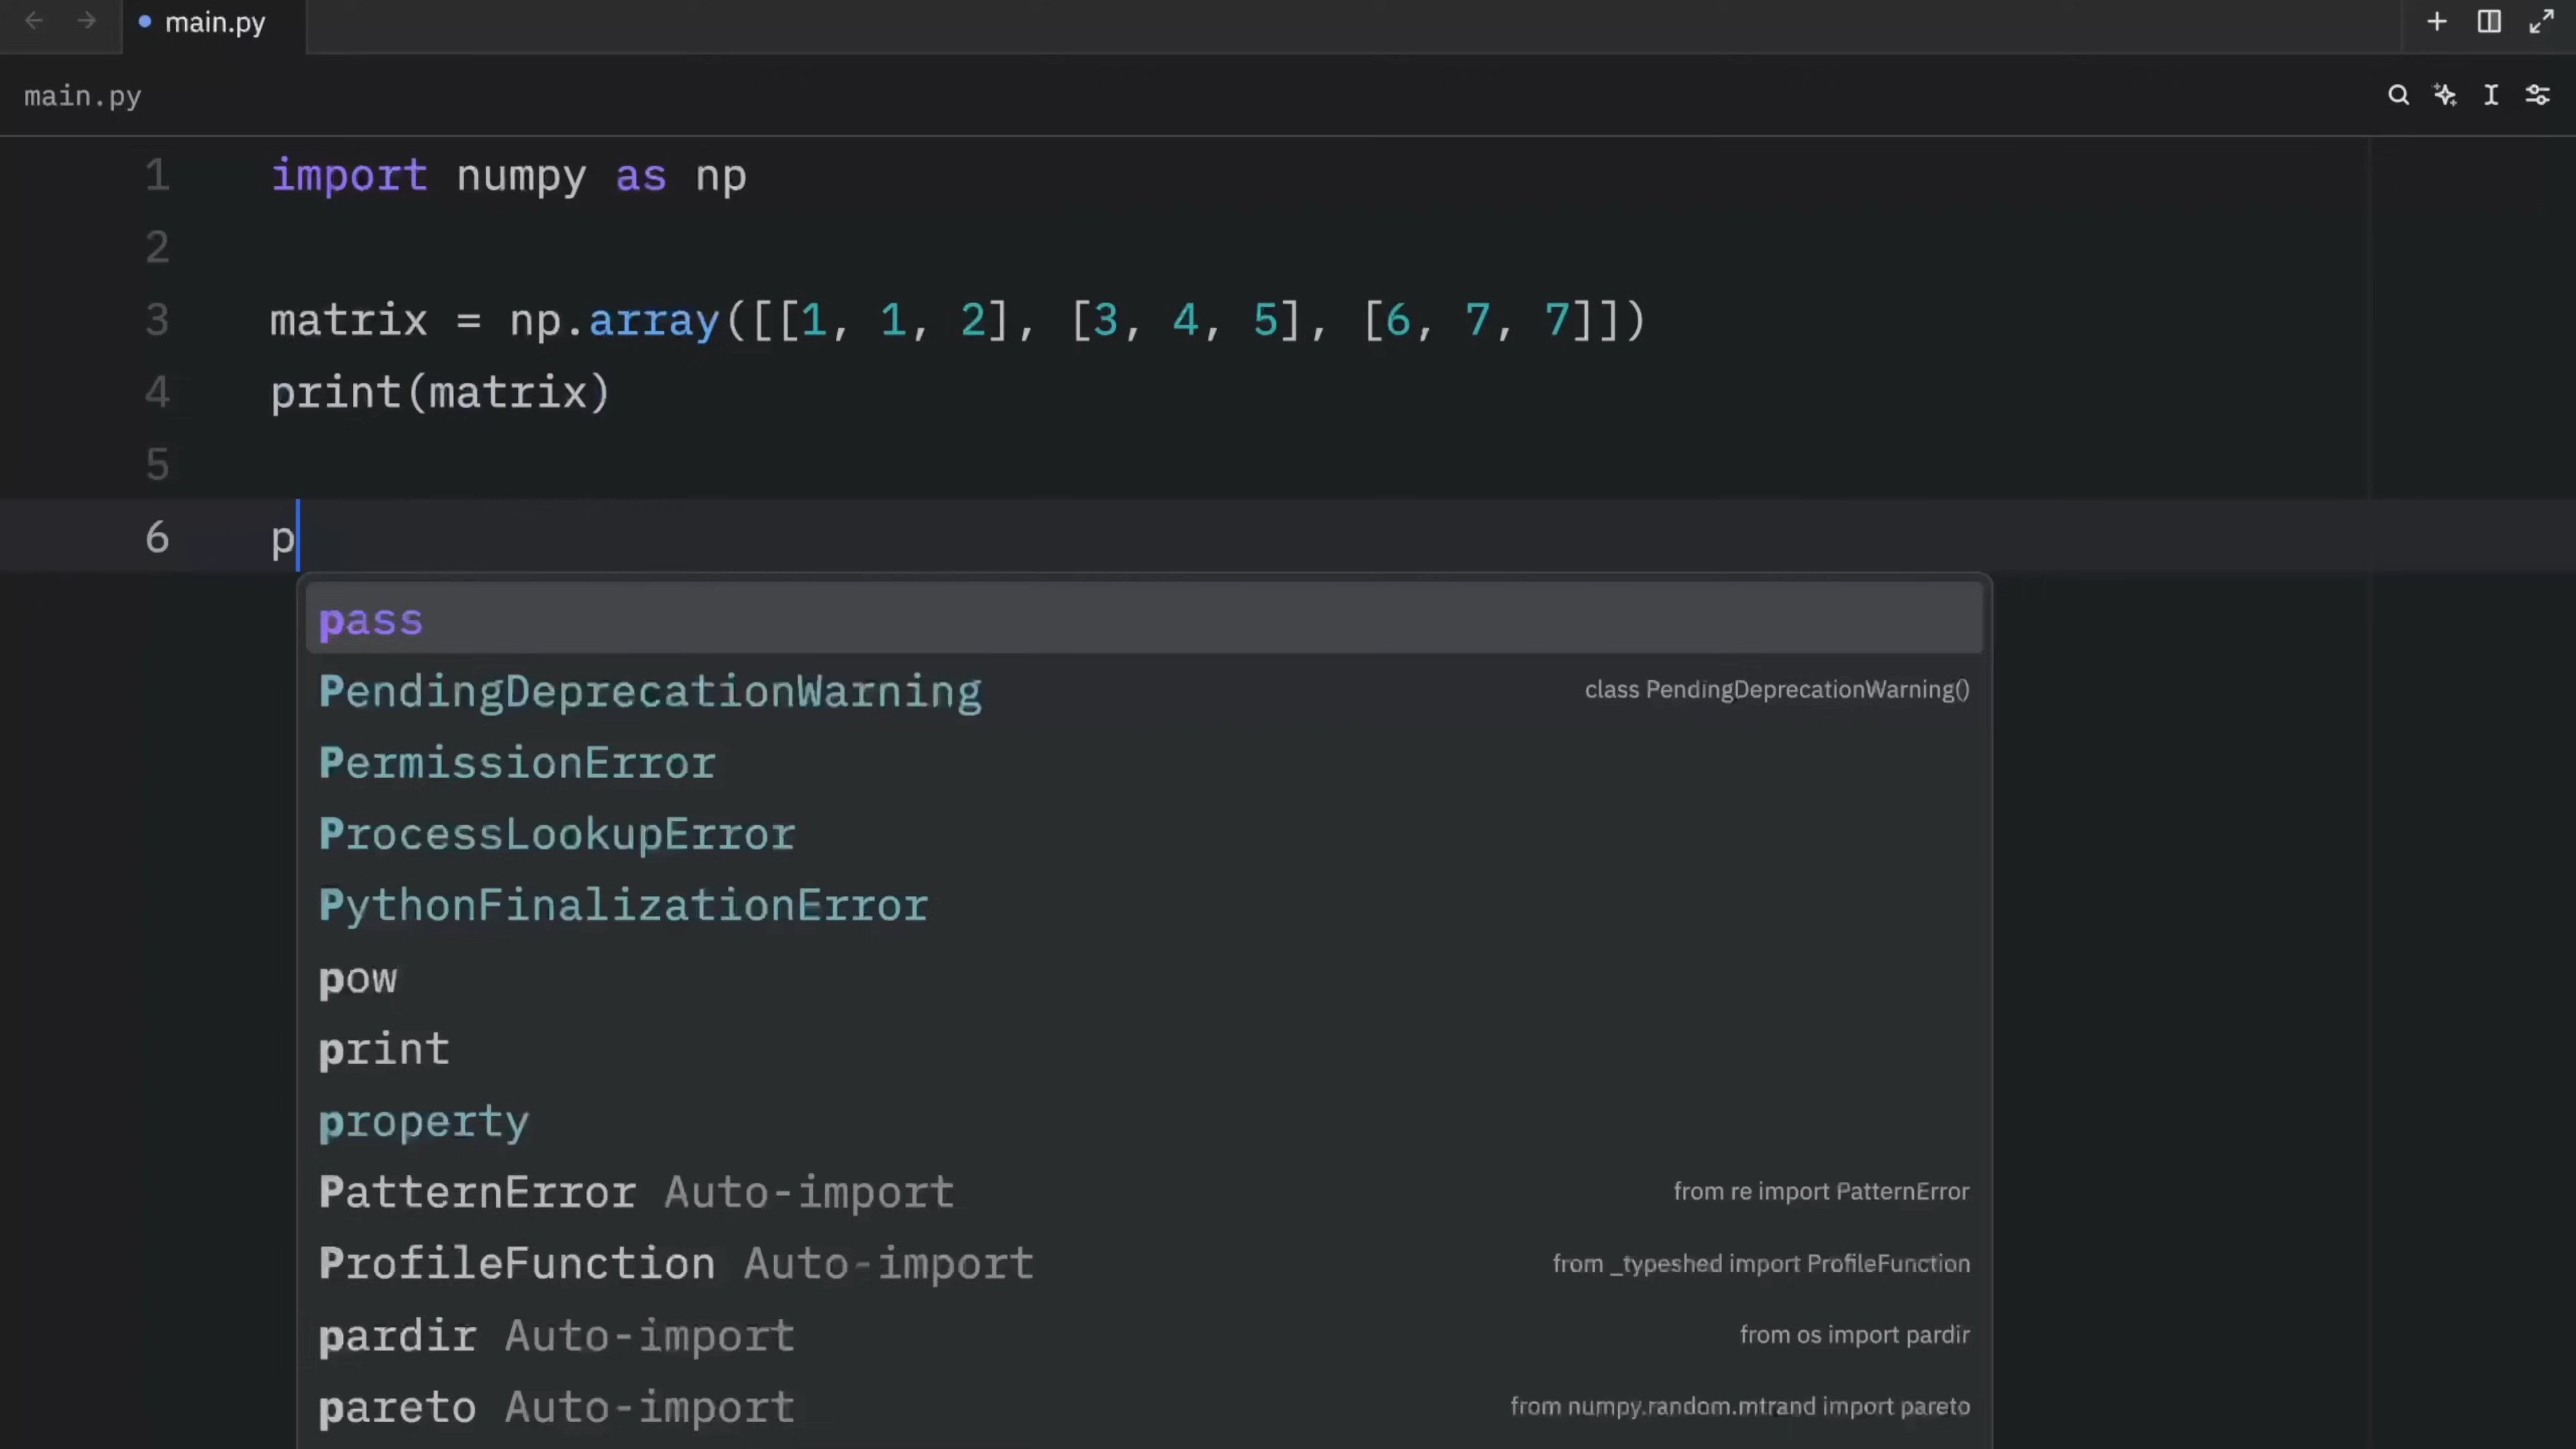 main.py
main.py
1 import numpy as np
2
3 matrix = np.array([[1, 1, 2], [3, 4, 5], [6, 7, 7]])
4 print(matrix)
5
6 p
pass
PendingDeprecationWarning class PendingDeprecationWarning()
PermissionError
ProcessLookupError
PythonFinalizationError
pow
print
property
PatternError Auto-import from re import PatternError
ProfileFunction Auto-import from _typeshed import ProfileFunction
pardir Auto-import from os import pardir
pareto Auto-import from numpy.random.mtrand import pareto